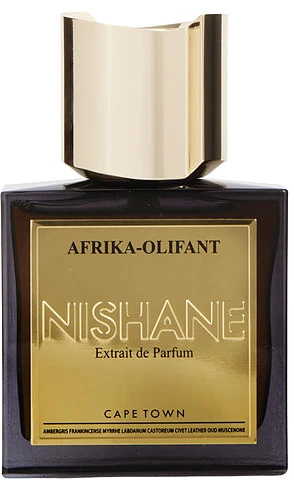 AFRIKA-OLIFANT
NISHANE
Extrait de Parfum
CAPE TOWN
AMBERGRIS FRANKINCENSE MYRRHE LABDANUM CASTOREUM CIVET LEATHER OUD MUSCENONE